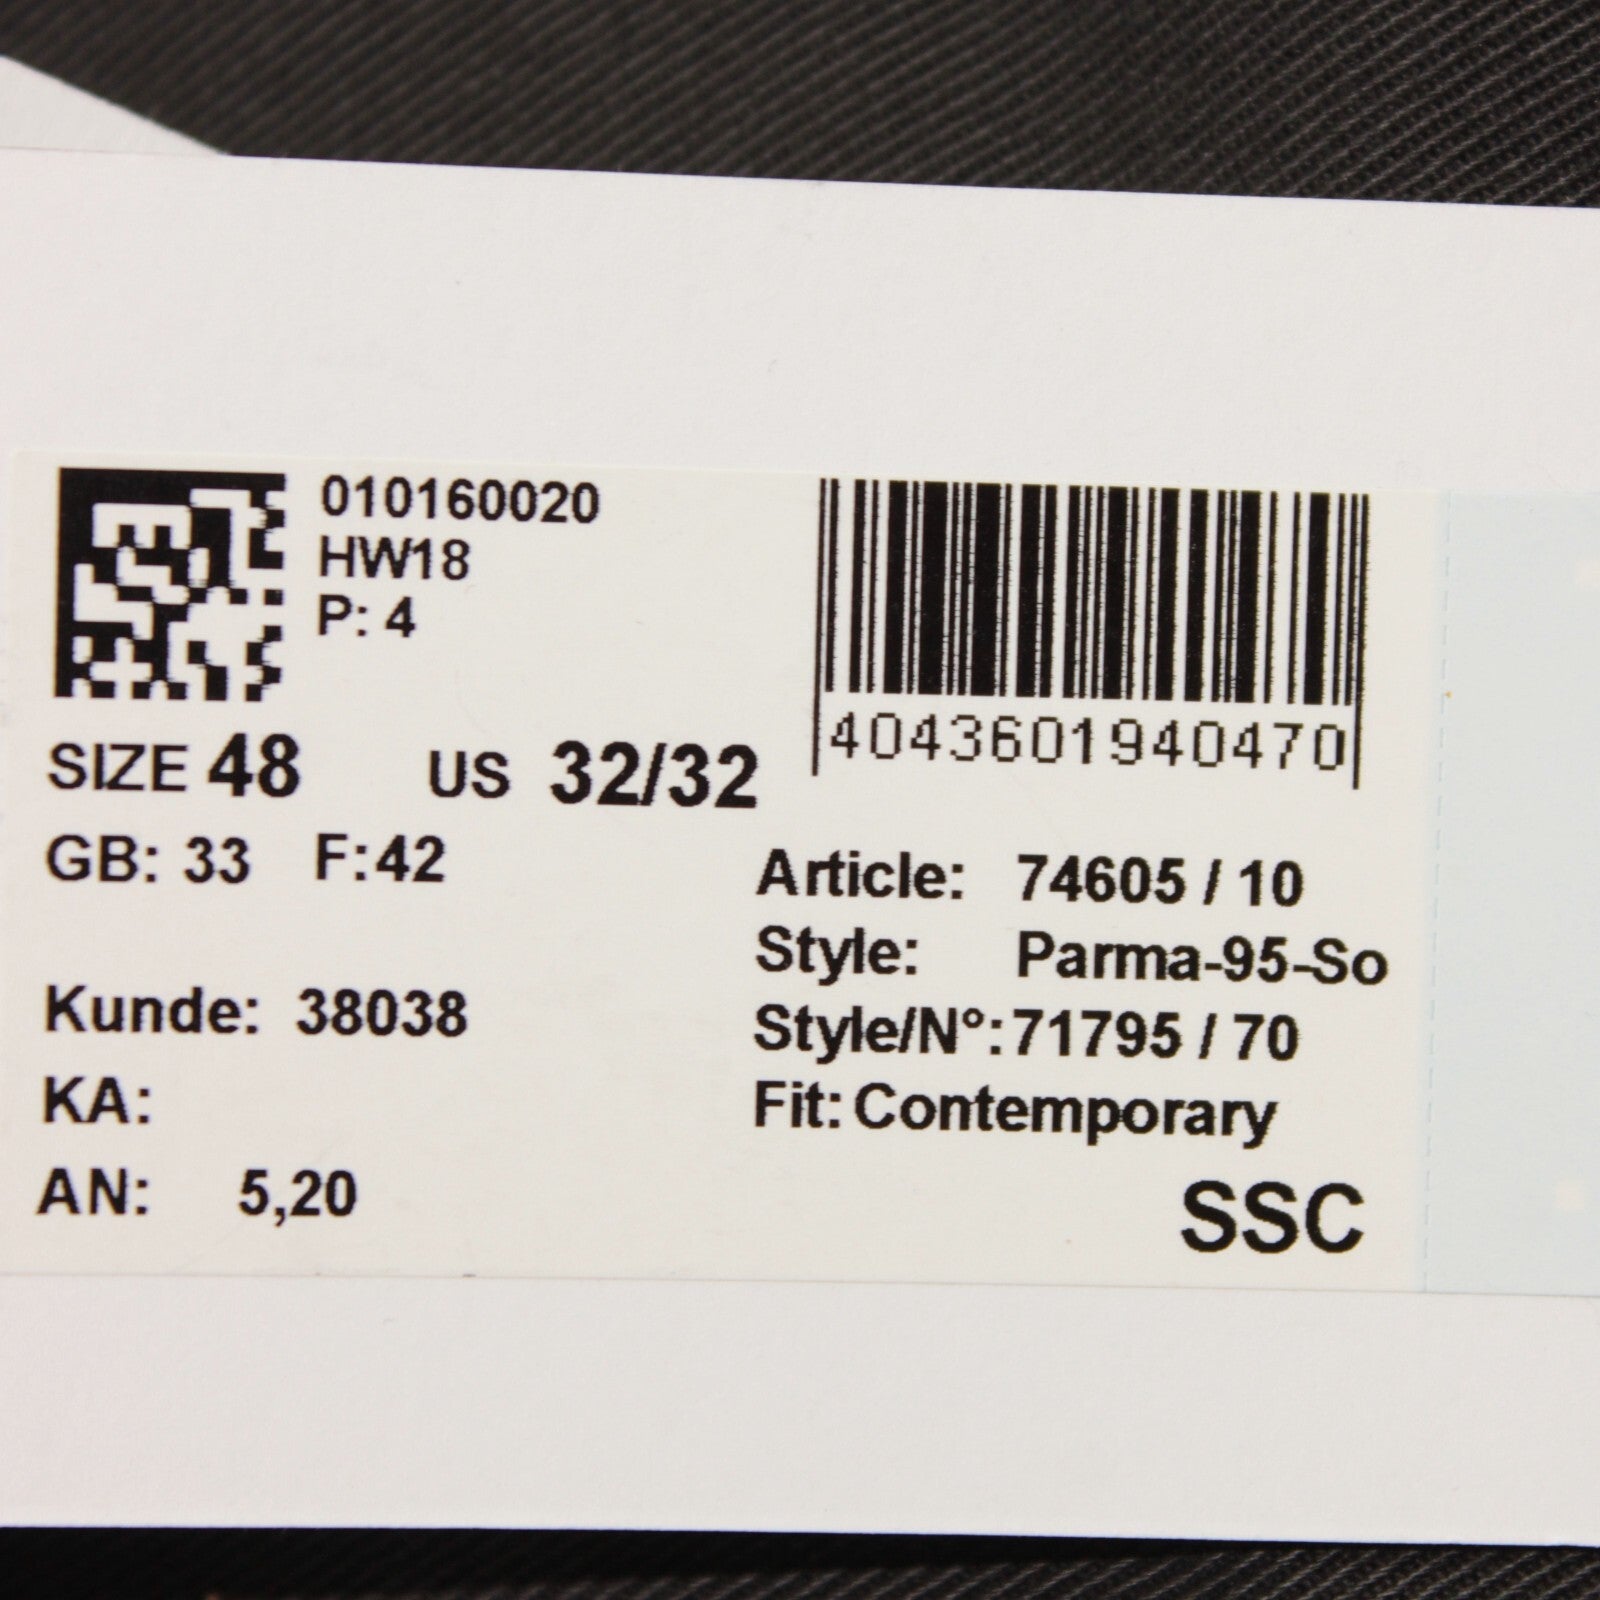 010160020
HW18
P: 4
4043601940470
SIZE 48 US 32/32
GB: 33 F:42
Article: 74605 / 10
Style: Parma-95-So
Kunde: 38038
Style/N°:71795 / 70
KA:
Fit: Contemporary
AN: 5,20
SSC